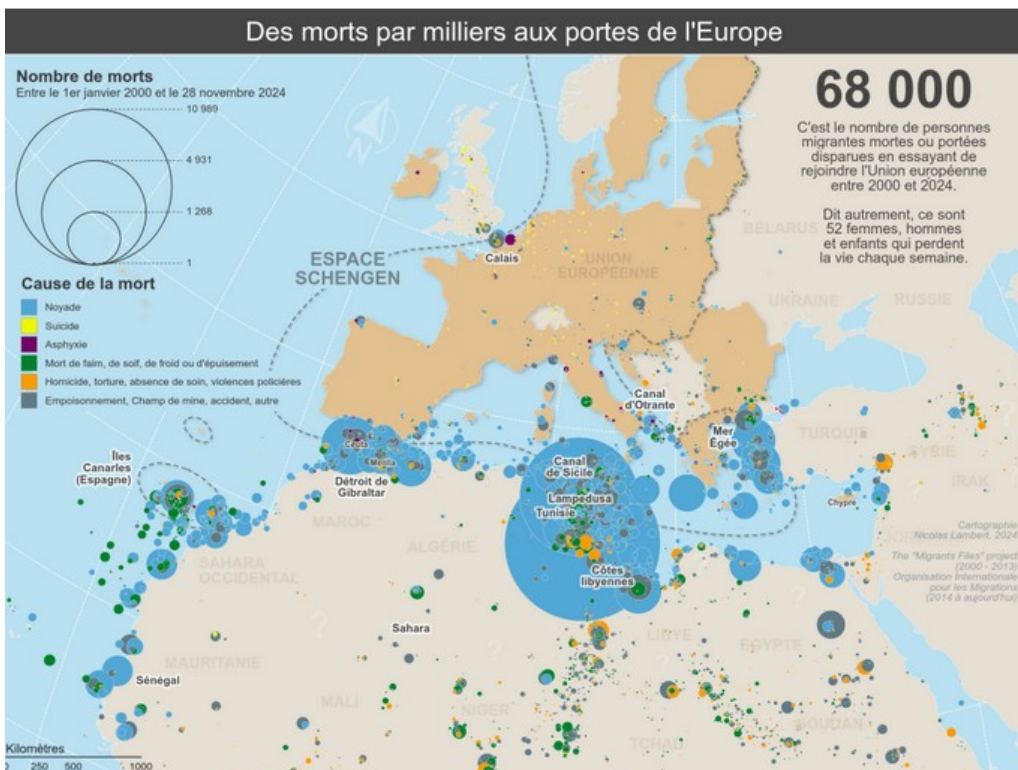 Des morts par milliers aux portes de l'Europe
Nombre de morts
Entre le 1er janvier 2000 et le 28 novembre 2024
10 989
4 931
1 268
1
Cause de la mort
Noyade
Suicide
Asphyxie
Mort de faim, de soif, de froid ou d'épuisement
Homicide, torture, absence de soin, violences policières
Empoisonnement, Champ de mine, accident, autre
68 000
C'est le nombre de personnes
migrantes mortes ou portées
disparues en essayant de
rejoindre l'Union européenne
entre 2000 et 2024.
Dit autrement, ce sont
52 femmes, hommes
et enfants qui perdent
la vie chaque semaine.
BÉLARUS
UKRAINE
RUSSIE
ESPACE
SCHENGEN
Calais
UNION
EUROPÉENNE
Canal
d'Otrante
Mer
Égée
TURQUIE
SYRIE
IRAK
Chypre
Îles
Canarles
(Espagne)
Ceuta
Melilla
Détroit de
Gibraltar
Canal
de Sicile
Lampedusa
Tunisie
Côtes
libyennes
MAROC
ALGÉRIE
SAHARA
OCCIDENTAL
Sahara
LIBYE
ÉGYPTE
MAURITANIE
Sénégal
MALI
NIGER
TCHAD
SOUDAN
?
?
?
?
Cartographie
Nicolas Lambert, 2024
The "Migrants Files" project
(2000 - 2013)
Organisation Internationale
pour les Migrations
(2014 à aujourd'hui)
N
Kilomètres
0 250 500 1000